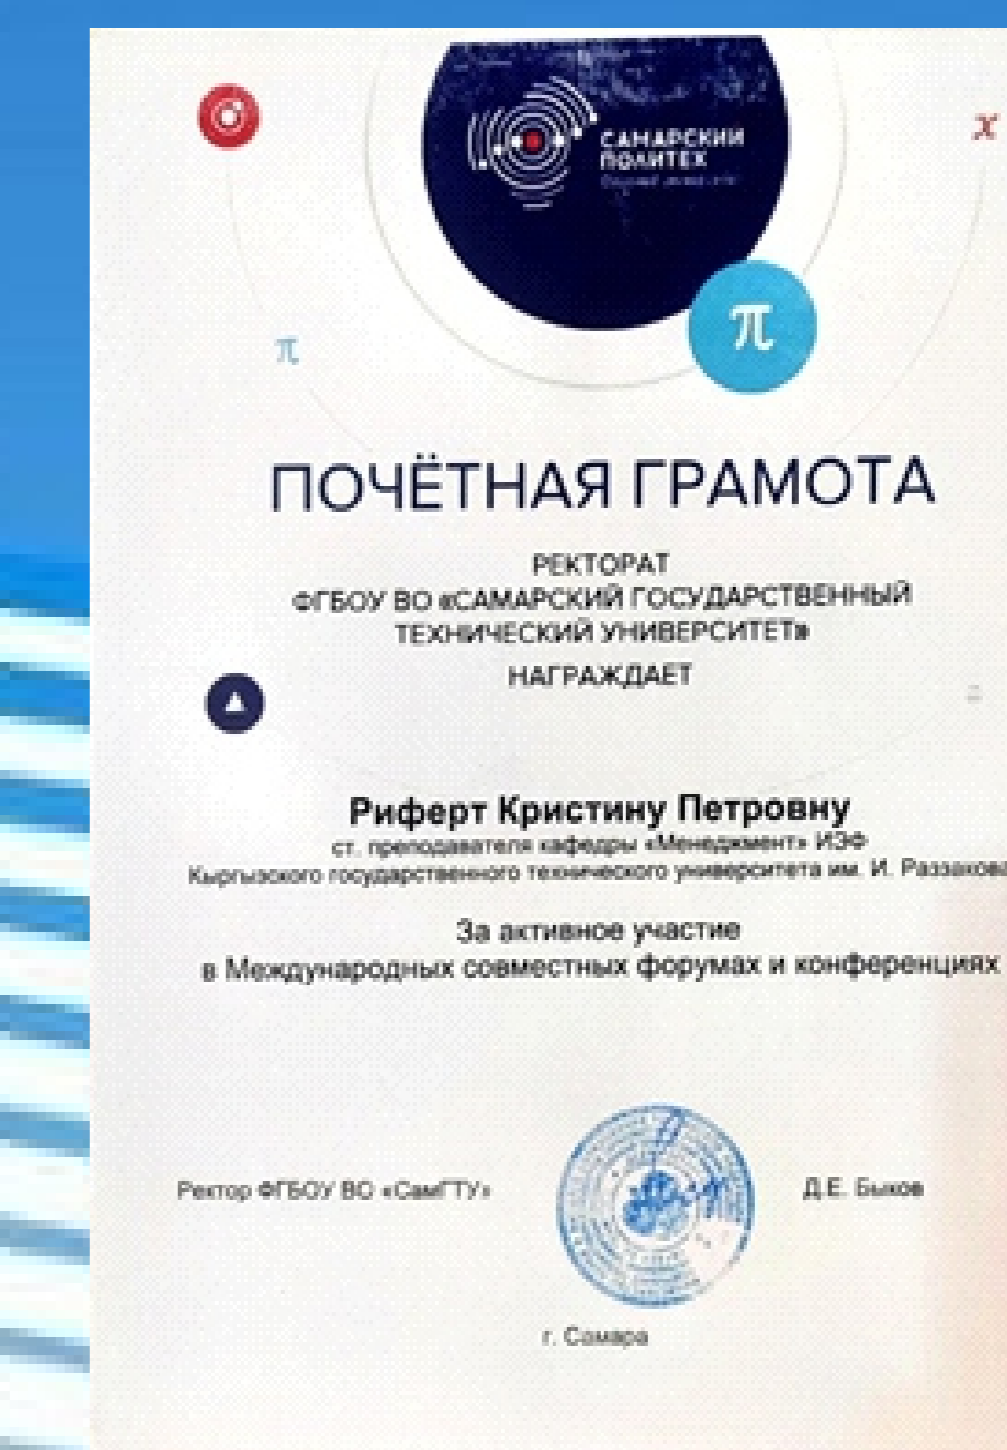 САМАРСКИЙ
ПОЛИТЕХ
π
x
π
ПОЧЁТНАЯ ГРАМОТА
РЕКТОРАТ
ФГБОУ ВО «САМАРСКИЙ ГОСУДАРСТВЕННЫЙ
ТЕХНИЧЕСКИЙ УНИВЕРСИТЕТ»
НАГРАЖДАЕТ
Риферт Кристину Петровну
ст. преподавателя кафедры «Менеджмент» ИЭФ
Кыргызского государственного технического университета им. И. Раззакова
За активное участие
в Международных совместных форумах и конференциях
Ректор ФГБОУ ВО «СамГТУ»
Д.Е. Быков
г. Самара